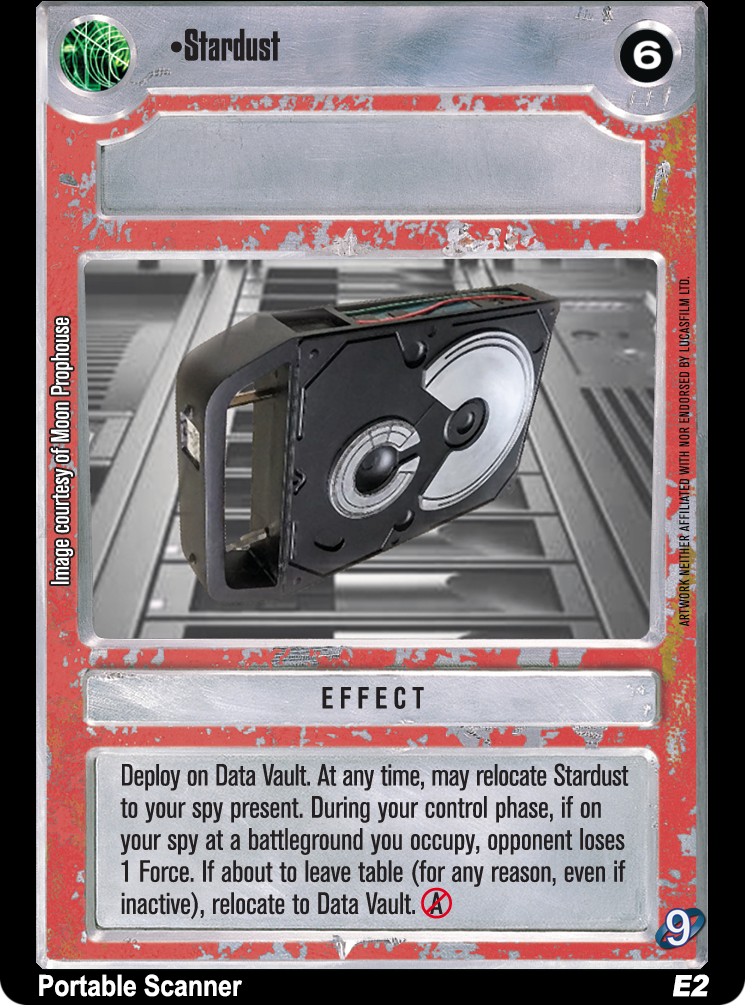 •Stardust
6
Image courtesy of Moon Prophouse
ARTWORK NEITHER AFFILIATED WITH NOR ENDORSED BY LUCASFILM LTD.
EFFECT
Deploy on Data Vault. At any time, may relocate Stardust
to your spy present. During your control phase, if on
your spy at a battleground you occupy, opponent loses
1 Force. If about to leave table (for any reason, even if
inactive), relocate to Data Vault. A
9
Portable Scanner
E2